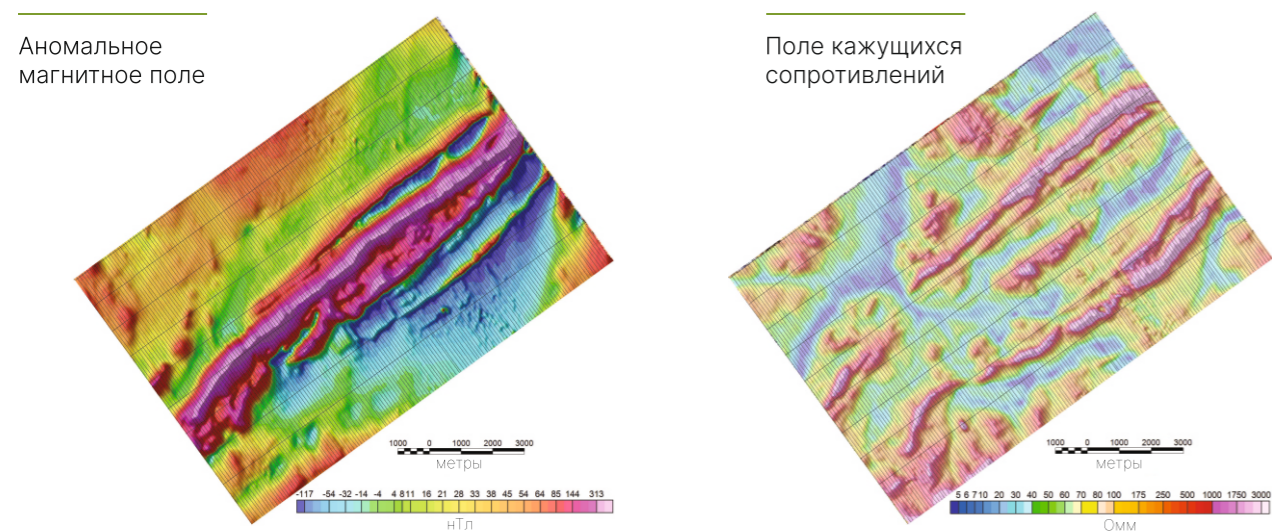 Аномальное
магнитное поле
Поле кажущихся
сопротивлений
1000 0 1000 2000 3000
метры
1000 0 1000 2000 3000
метры
-117 -54 -32 -14 -4 4 8 11 16 21 28 33 38 45 54 64 85 144 313
нТл
5 6 7 10 20 30 40 50 60 70 80 100 175 250 500 1000 1750 3000
Омм